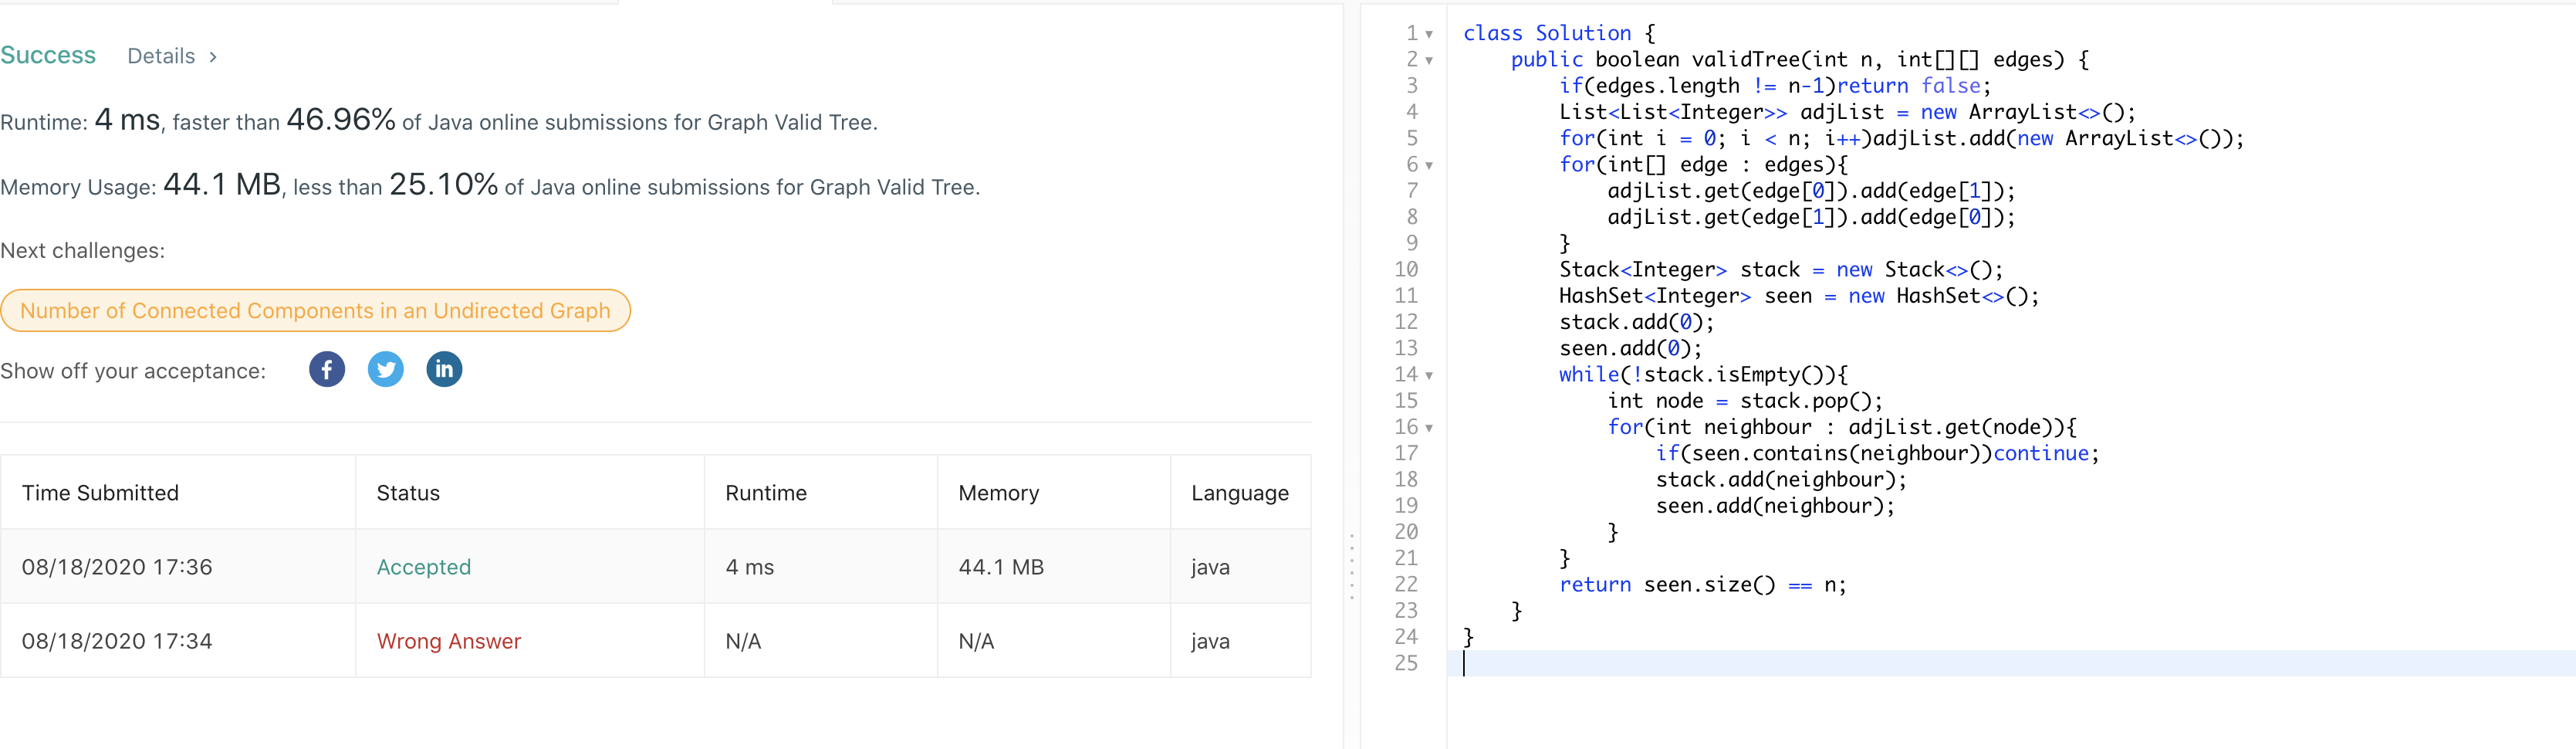 Success Details >
Runtime: 4 ms, faster than 46.96% of Java online submissions for Graph Valid Tree.
Memory Usage: 44.1 MB, less than 25.10% of Java online submissions for Graph Valid Tree.
Next challenges:
Number of Connected Components in an Undirected Graph
Show off your acceptance: f in
Time Submitted Status Runtime Memory Language
08/18/2020 17:36 Accepted 4 ms 44.1 MB java
08/18/2020 17:34 Wrong Answer N/A N/A java
1 class Solution {
2     public boolean validTree(int n, int[][] edges) {
3         if(edges.length != n-1)return false;
4         List<List<Integer>> adjList = new ArrayList<>();
5         for(int i = 0; i < n; i++)adjList.add(new ArrayList<>());
6         for(int[] edge : edges){
7             adjList.get(edge[0]).add(edge[1]);
8             adjList.get(edge[1]).add(edge[0]);
9         }
10         Stack<Integer> stack = new Stack<>();
11         HashSet<Integer> seen = new HashSet<>();
12         stack.add(0);
13         seen.add(0);
14         while(!stack.isEmpty()){
15             int node = stack.pop();
16             for(int neighbour : adjList.get(node)){
17                 if(seen.contains(neighbour))continue;
18                 stack.add(neighbour);
19                 seen.add(neighbour);
20             }
21         }
22         return seen.size() == n;
23     }
24 }
25